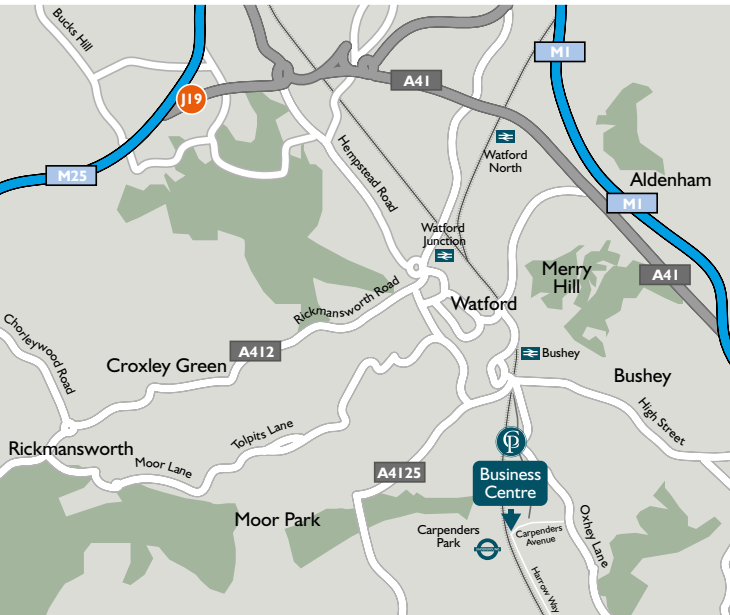 Bucks Hill
M1
A41
J19
Watford
North
Hempstead Road
M25
Aldenham
M1
Watford
Junction
Merry
Hill
A41
Rickmansworth Road
Watford
Chorleywood Road
A412
Bushey
Croxley Green
Bushey
High Street
Tolpits Lane
Rickmansworth
CP
Moor Lane
A4125
Business
Centre
Moor Park
Carpenders
Park
Carpenders
Avenue
Oxhey Lane
Harrow Way